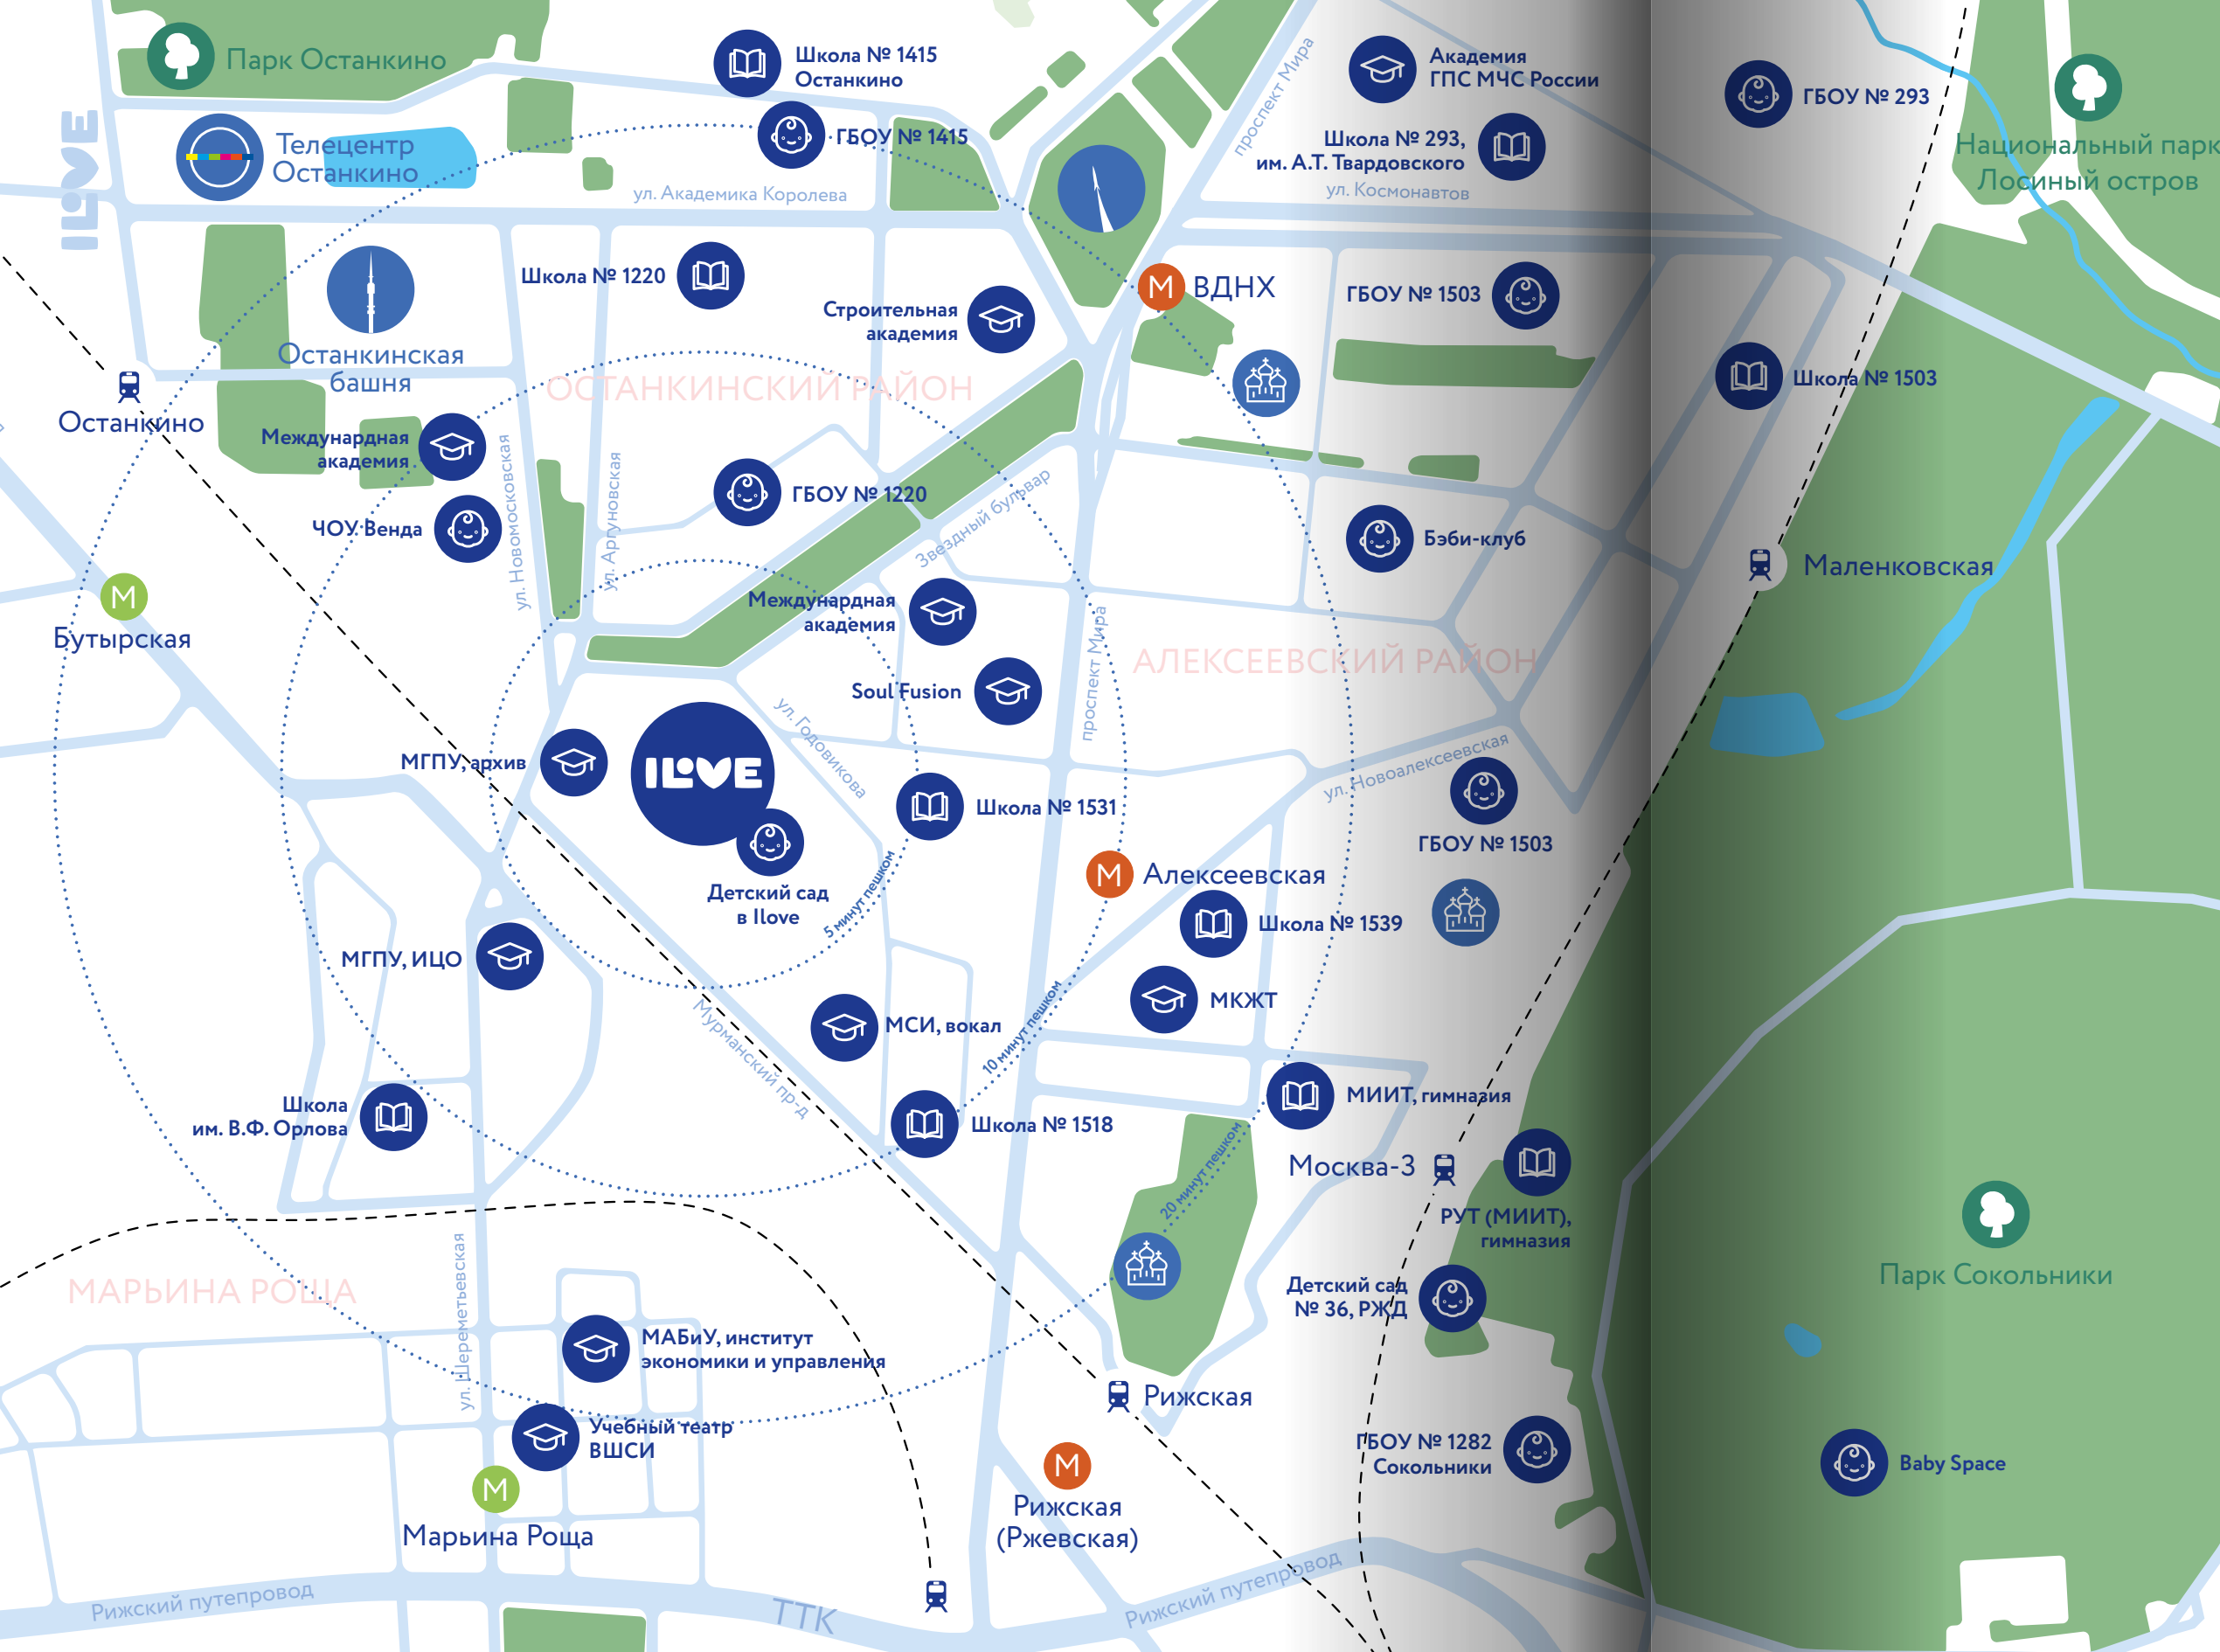 Парк Останкино
Школа № 1415
Останкино
Академия
ГПС МЧС России
ГБОУ № 293
ILOVE
Телецентр
Останкино
ГБОУ № 1415
проспект Мира
Школа № 293,
им. А.Т. Твардовского
Национальный парк
Лосиный остров
ул. Академика Королева
ул. Космонавтов
Школа № 1220
М
ВДНХ
ГБОУ № 1503
Строительная
академия
Останкинская
башня
ОСТАНКИНСКИЙ РАЙОН
Школа № 1503
Останкино
Междунардная
академия
ул. Новомосковская
ул. Аргуновская
ГБОУ № 1220
Звездный бульвар
ЧОУ Венда
Бэби-клуб
Маленковская
М
Бутырская
Междунардная
академия
проспект Мира
АЛЕКСЕЕВСКИЙ РАЙОН
Soul Fusion
ул. Годовикова
МГПУ, архив
ILOVE
ул. Новоалексеевская
Школа № 1531
ГБОУ № 1503
М
Алексеевская
Детский сад
в Ilove
5 минут пешком
Школа № 1539
МГПУ, ИЦО
МКЖТ
МСИ, вокал
10 минут пешком
Мурманский пр-д
МИИТ, гимназия
Школа
им. В.Ф. Орлова
Школа № 1518
20 минут пешком
Москва-3
РУТ (МИИТ),
гимназия
МАРЬИНА РОЩА
ул. Шереметьевская
Парк Сокольники
Детский сад
№ 36, РЖД
МАБиУ, институт
экономики и управления
Рижская
Учебный театр
ВШСИ
ГБОУ № 1282
Сокольники
Baby Space
М
Марьина Роща
М
Рижская
(Ржевская)
Рижский путепровод
ТТК
Рижский путепровод